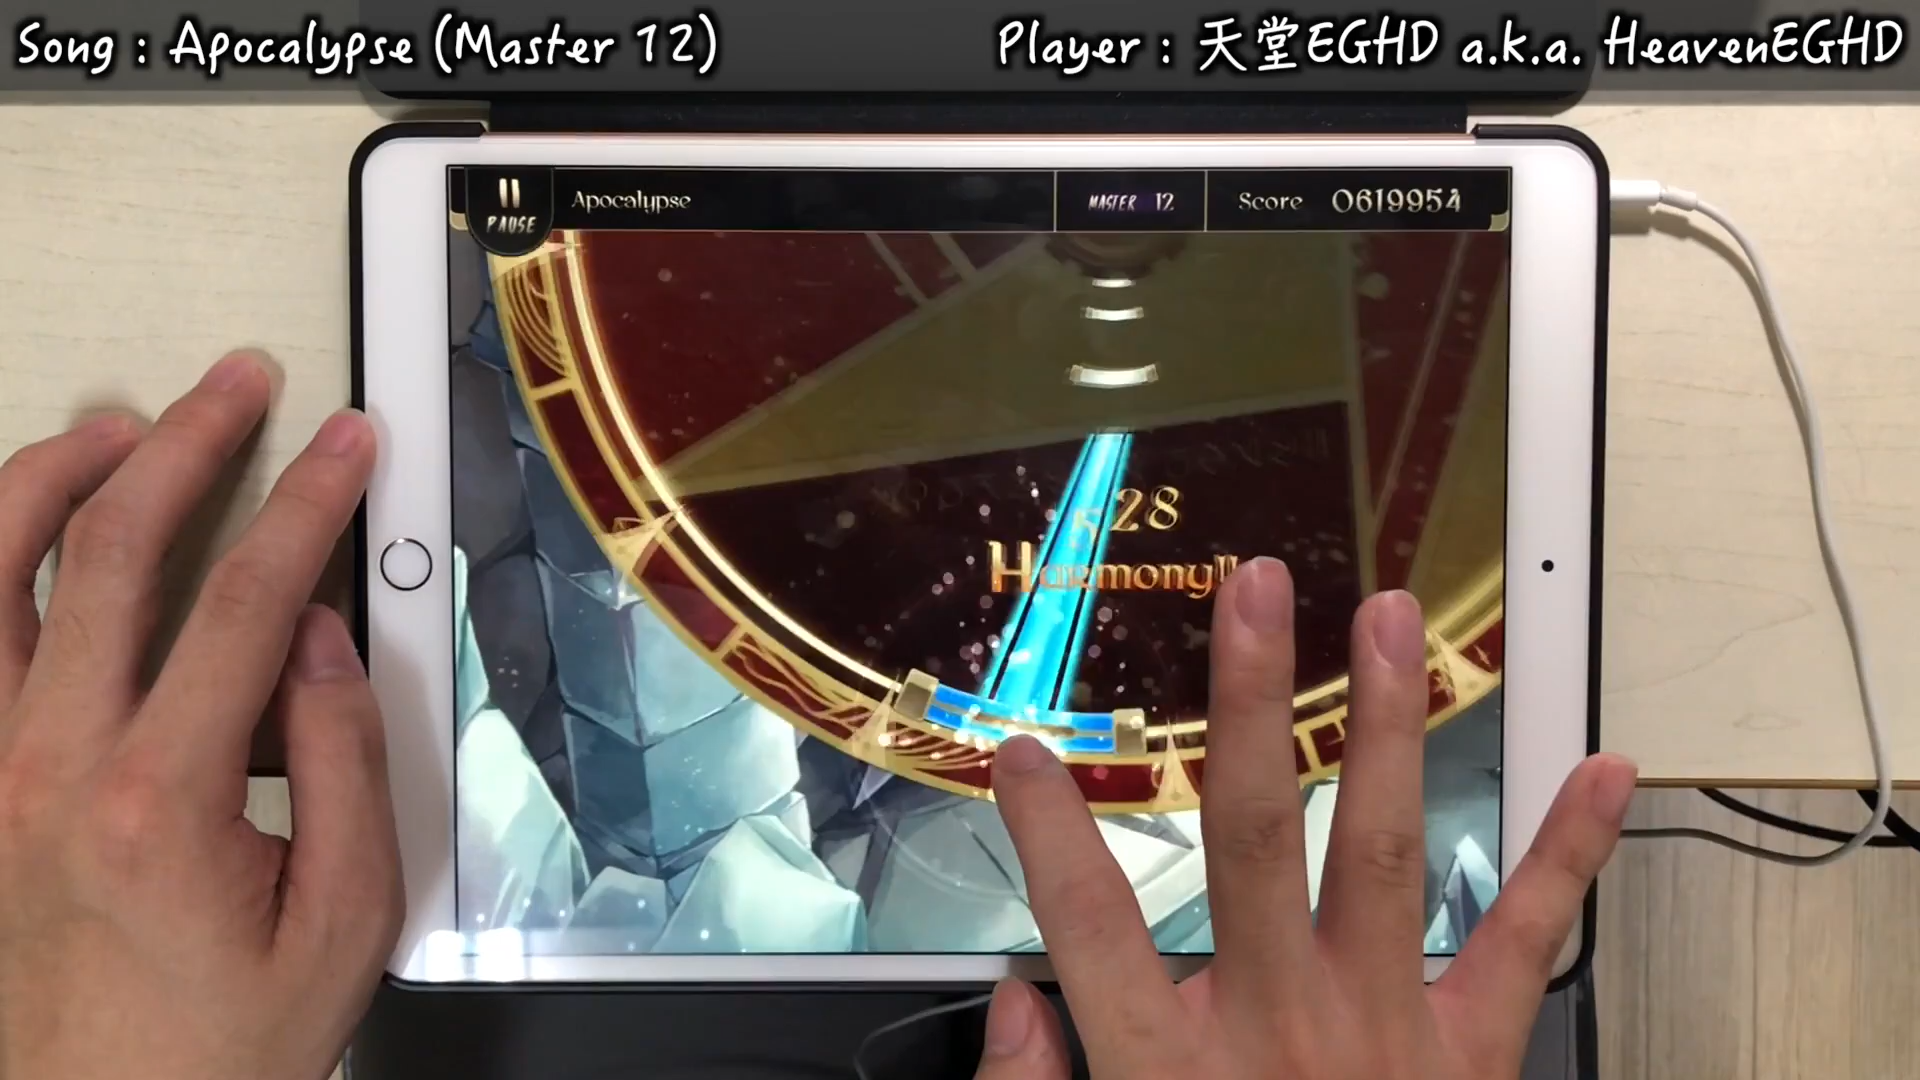 Song : Apocalypse (Master 12)
Player : 天堂EGHD a.k.a. HeavenEGHD
PAUSE
Apocalypse
MASTER 12
Score 0619954
528
Harmony!!